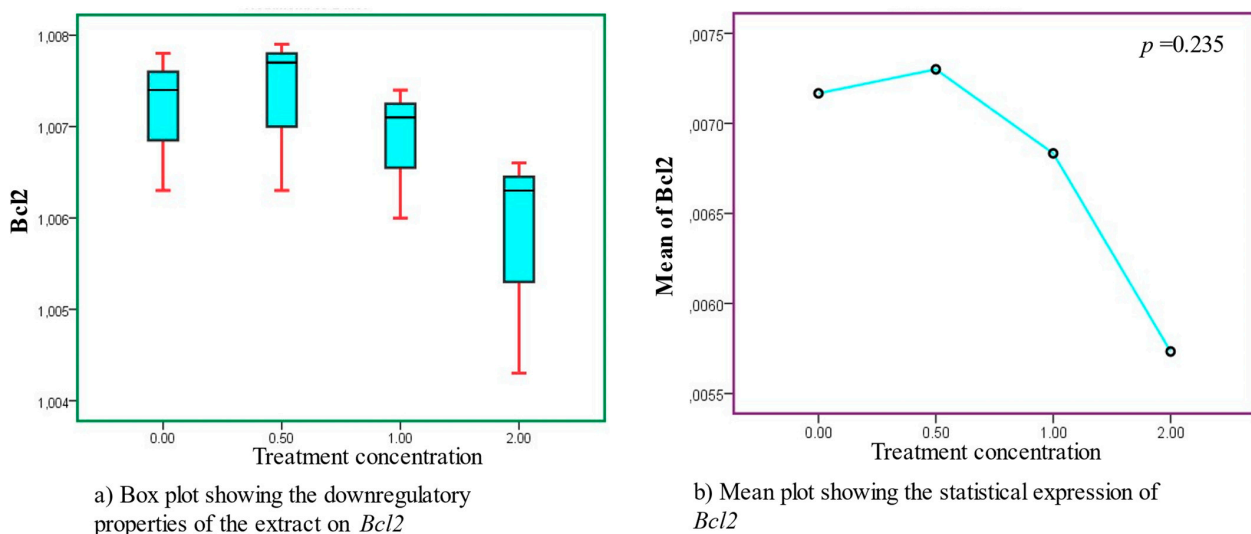 1,008
1,007
1,006
1,005
1,004
Bcl2
0.00 0.50 1.00 2.00
Treatment concentration
a) Box plot showing the downregulatory
properties of the extract on Bcl2
,0075
,0070
,0065
,0060
,0055
Mean of Bcl2
p =0.235
0.00 0.50 1.00 2.00
Treatment concentration
b) Mean plot showing the statistical expression of
Bcl2